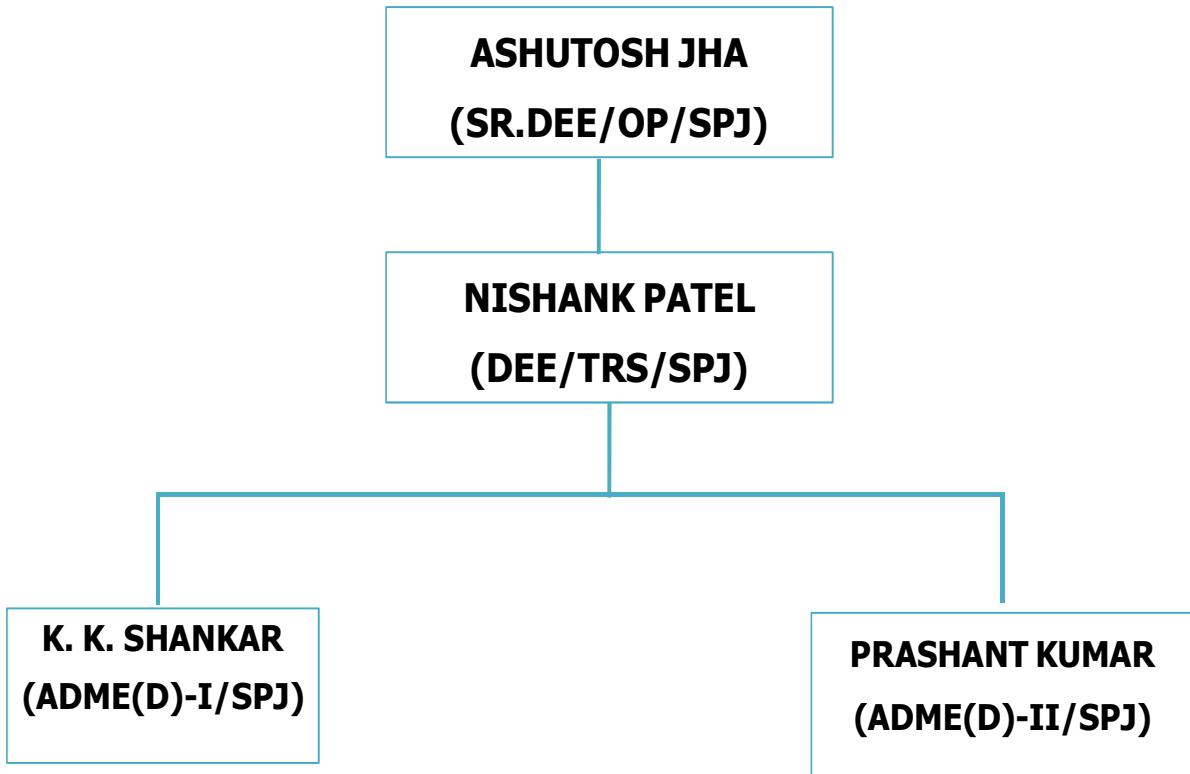 ASHUTOSH JHA
(SR.DEE/OP/SPJ)
NISHANK PATEL
(DEE/TRS/SPJ)
K. K. SHANKAR
(ADME(D)-I/SPJ)
PRASHANT KUMAR
(ADME(D)-II/SPJ)